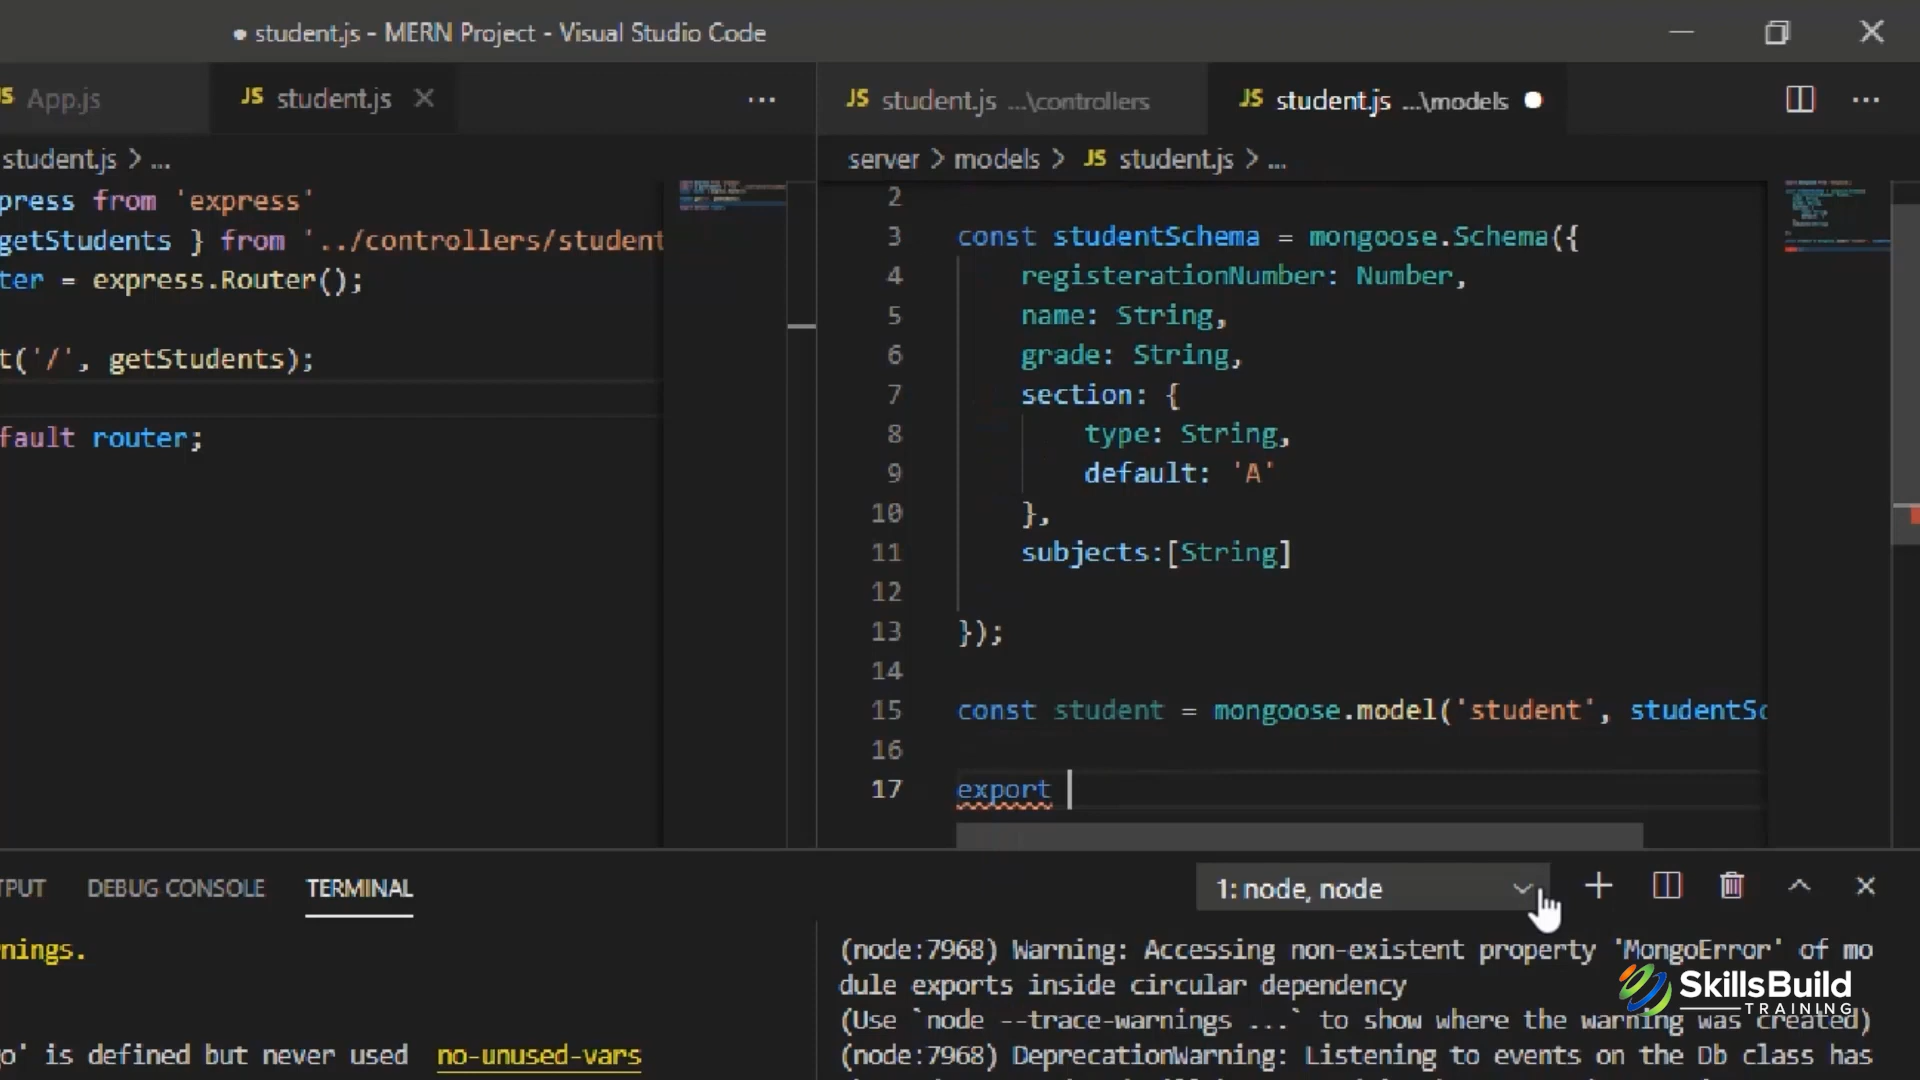 ● student.js - MERN Project - Visual Studio Code
JS App.js
JS student.js
JS student.js ...\controllers
JS student.js ...\models
student.js > ...
server > models > JS student.js > ...
press from 'express'
getStudents } from '../controllers/student
ter = express.Router();
t('/', getStudents);
fault router;
2
3 const studentSchema = mongoose.Schema({
4 registerationNumber: Number,
5 name: String,
6 grade: String,
7 section: {
8 type: String,
9 default: 'A'
10 },
11 subjects:[String]
12
13 });
14
15 const student = mongoose.model('student', studentSc
16
17 export
TPUT DEBUG CONSOLE TERMINAL
1: node, node
nings.
o' is defined but never used no-unused-vars
(node:7968) Warning: Accessing non-existent property 'MongoError' of mo
dule exports inside circular dependency
(Use `node --trace-warnings ...` to show where the warning was created)
(node:7968) DeprecationWarning: Listening to events on the Db class has
SkillsBuild
TRAINING